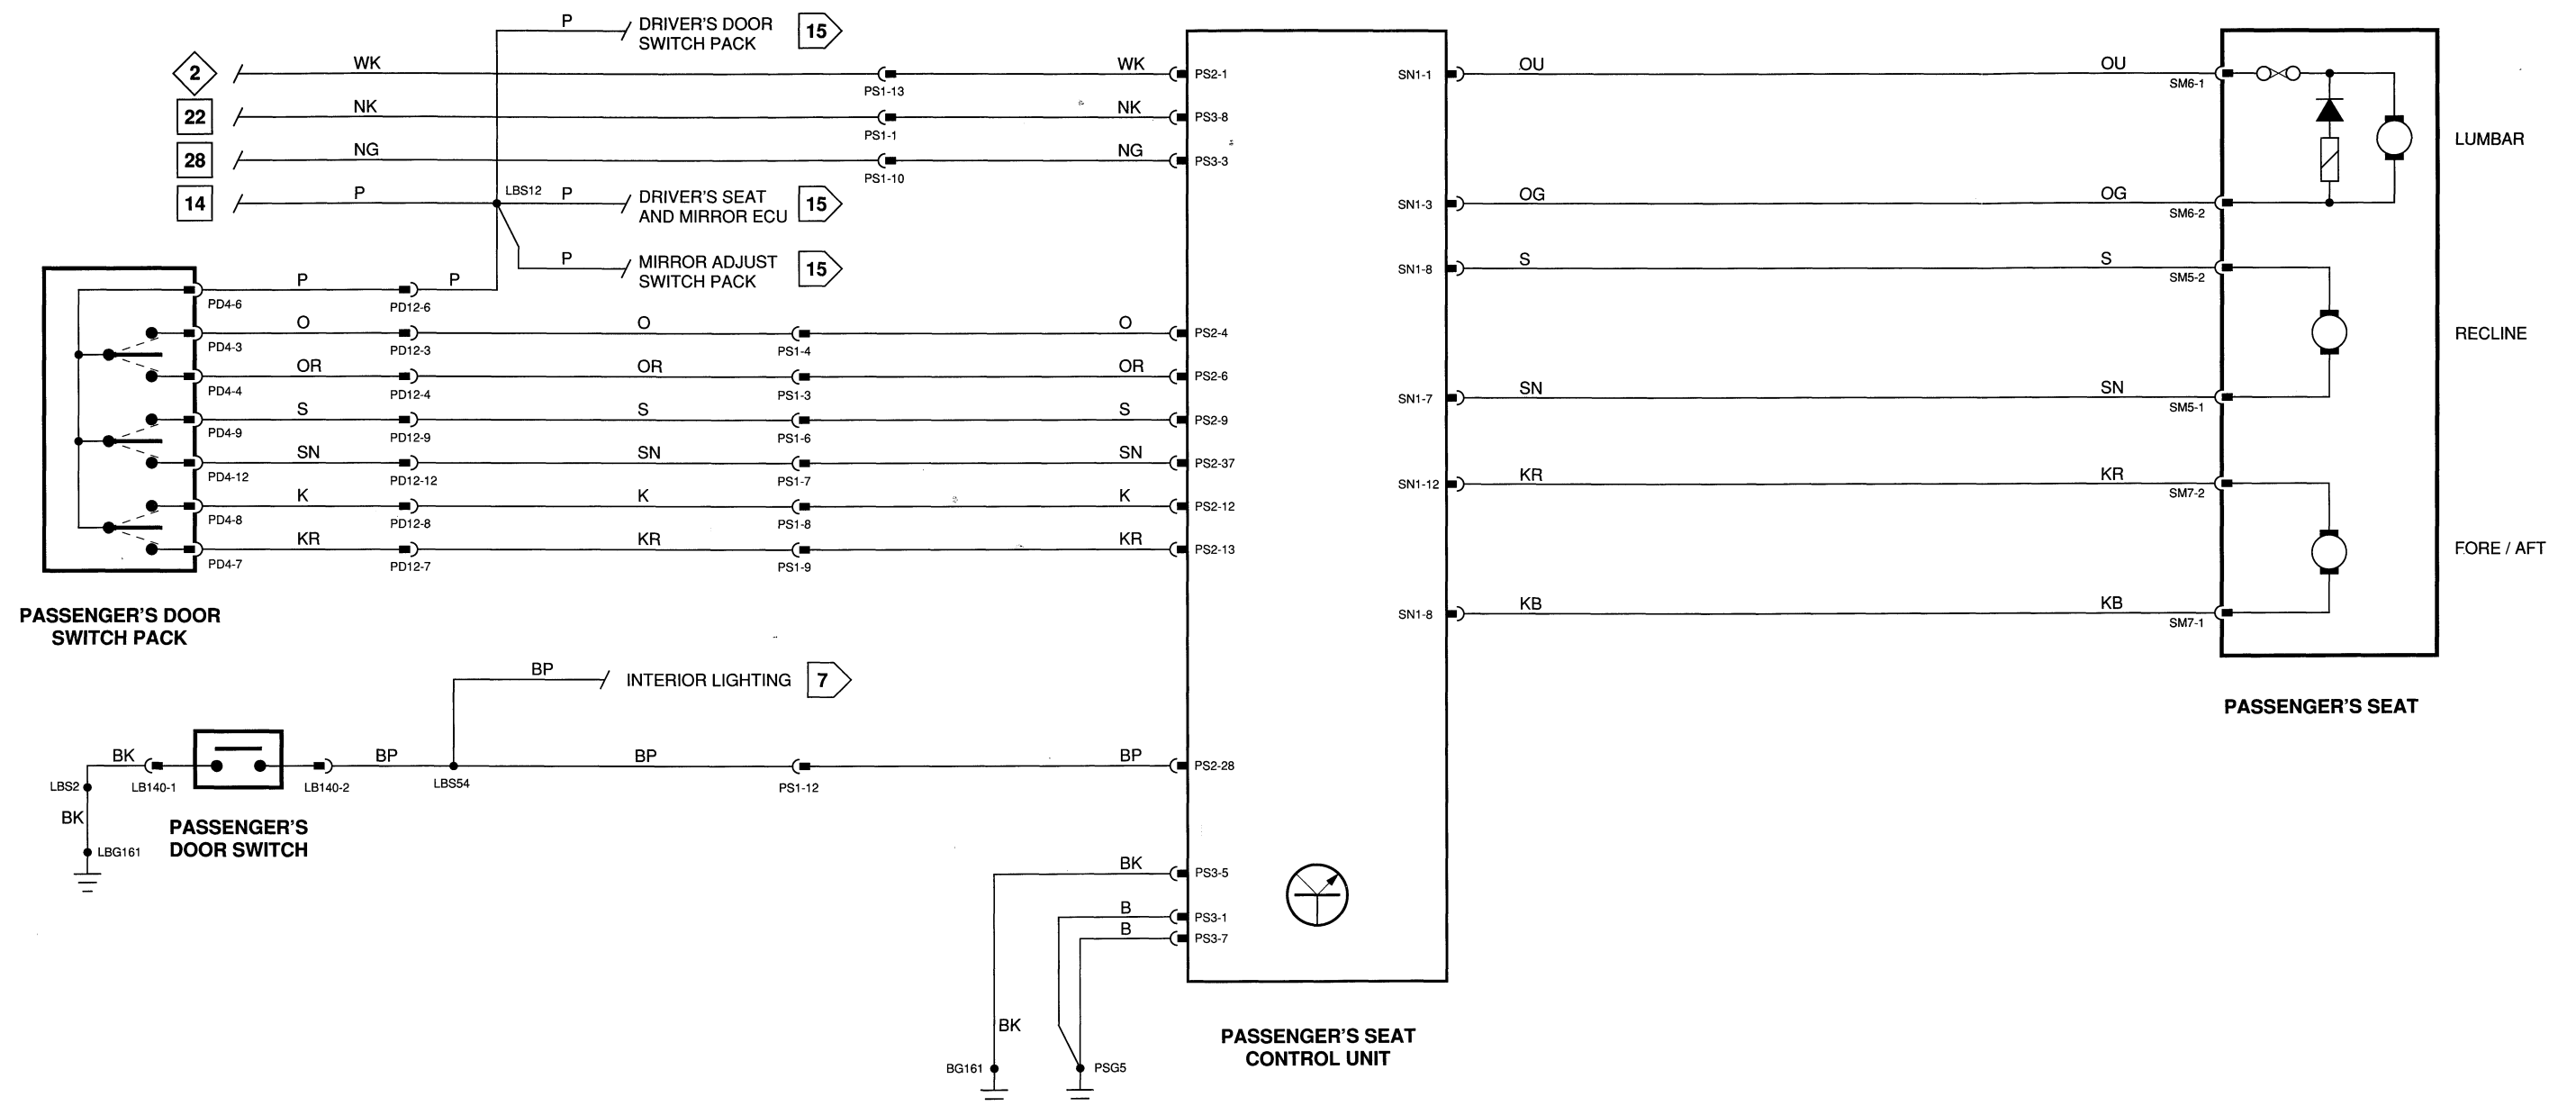 P DRIVER'S DOOR 15
SWITCH PACK
2 WK WK PS2-1 SN1-1 OU OU
PS1-13 SM6-1
22 NK NK PS3-8
PS1-1 LUMBAR
28 NG NG PS3-3
PS1-10
14 P LBS12 P DRIVER'S SEAT 15 SN1-3 OG OG
AND MIRROR ECU SM6-2
P MIRROR ADJUST 15 SN1-8 S S
SWITCH PACK SM5-2
P P
PD4-6 PD12-6
O O O PS2-4 RECLINE
PD4-3 PD12-3 PS1-4
OR OR OR PS2-6
PD4-4 PD12-4 PS1-3 SN1-7 SN SN
SM5-1
S S S PS2-9
PD4-9 PD12-9 PS1-6
SN SN SN PS2-37
PD4-12 PD12-12 PS1-7 SN1-12 KR KR
SM7-2
K K K PS2-12
PD4-8 PD12-8 PS1-8
KR KR KR PS2-13 FORE / AFT
PD4-7 PD12-7 PS1-9
SN1-8 KB KB
SM7-1
PASSENGER'S DOOR
SWITCH PACK
BP INTERIOR LIGHTING 7
PASSENGER'S SEAT
BK BP BP BP PS2-28
LBS2 LB140-1 LB140-2 LBS54 PS1-12
BK
PASSENGER'S
DOOR SWITCH
LBG161
BK PS3-5
B PS3-1
B PS3-7
BK
PASSENGER'S SEAT
CONTROL UNIT
BG161 PSG5